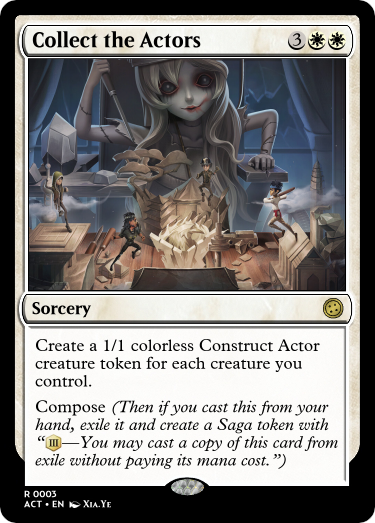 Collect the Actors 3
Sorcery
Create a 1/1 colorless Construct Actor
creature token for each creature you
control.
Compose (Then if you cast this from your
hand, exile it and create a Saga token with
“III—You may cast a copy of this card from
exile without paying its mana cost.”)
R 0003
ACT • EN Xia.Ye